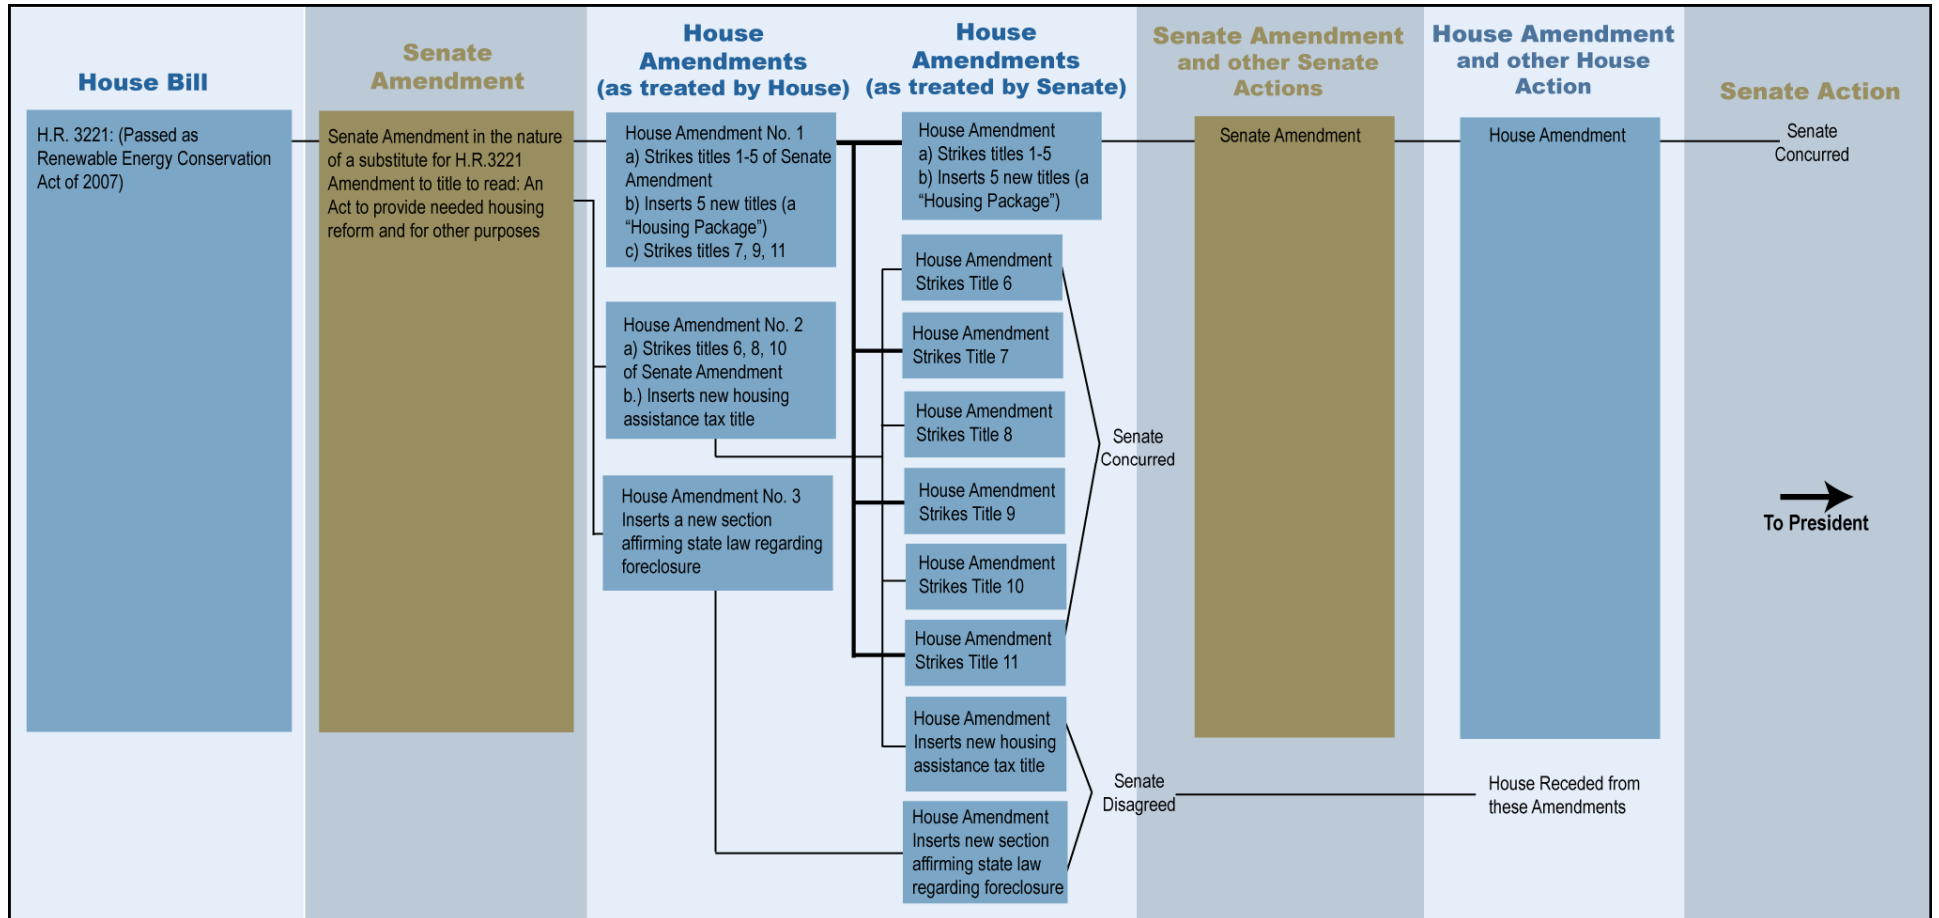 House Bill
H.R. 3221: (Passed as
Renewable Energy Conservation
Act of 2007)
Senate
Amendment
Senate Amendment in the nature
of a substitute for H.R.3221
Amendment to title to read: An
Act to provide needed housing
reform and for other purposes
House
Amendments
(as treated by House)
House Amendment No. 1
a) Strikes titles 1-5 of Senate
Amendment
b) Inserts 5 new titles (a
“Housing Package”)
c) Strikes titles 7, 9, 11
House Amendment No. 2
a) Strikes titles 6, 8, 10
of Senate Amendment
b.) Inserts new housing
assistance tax title
House Amendment No. 3
Inserts a new section
affirming state law regarding
foreclosure
House
Amendments
(as treated by Senate)
House Amendment
a) Strikes titles 1-5
b) Inserts 5 new titles (a
“Housing Package”)
House Amendment
Strikes Title 6
House Amendment
Strikes Title 7
House Amendment
Strikes Title 8
House Amendment
Strikes Title 9
House Amendment
Strikes Title 10
House Amendment
Strikes Title 11
House Amendment
Inserts new housing
assistance tax title
House Amendment
Inserts new section
affirming state law
regarding foreclosure
Senate
Concurred
Senate
Disagreed
Senate Amendment
and other Senate
Actions
Senate Amendment
House Amendment
and other House
Action
House Amendment
House Receded from
these Amendments
Senate Action
Senate
Concurred
To President